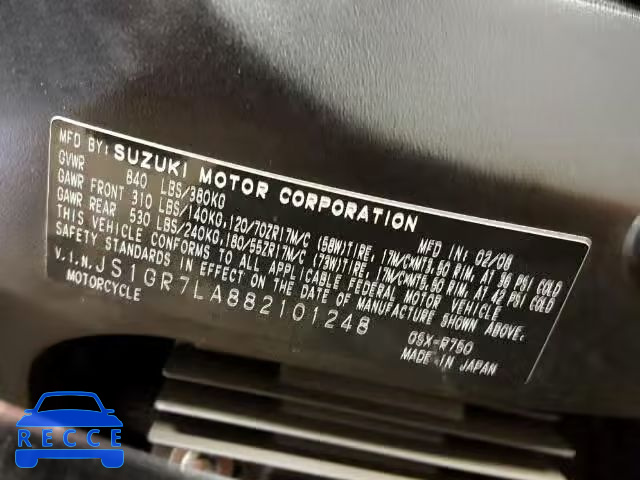 MFD BY: SUZUKI MOTOR CORPORATION
GVWR 840 LBS/380KG MFD IN: 02/08
GAWR FRONT 310 LBS/140KG, 120/70ZR17M/C (58W)TIRE, 17M/CMT3.50 RIM, AT 36 PSI COLD
GAWR REAR 530 LBS/240KG, 180/55ZR17M/C (73W)TIRE, 17M/CMT5.50 RIM, AT 42 PSI COLD
THIS VEHICLE CONFORMS TO ALL APPLICABLE FEDERAL MOTOR VEHICLE
SAFETY STANDARDS IN EFFECT ON THE DATE OF MANUFACTURE SHOWN ABOVE.
V.I.N. JS1GR7LA882101248 GSX-R750
MOTORCYCLE MADE IN JAPAN
RECCE